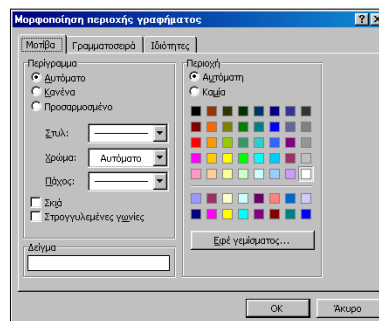 Μορφοποίηση περιοχής γραφήματος
Μοτίβα Γραμματοσειρά Ιδιότητες
Περίγραμμα
Αυτόματο
Κανένα
Προσαρμοσμένο
Στυλ:
Χρώμα: Αυτόματο
Πάχος:
Σκιά
Στρογγυλεμένες γωνίες
Δείγμα
Περιοχή
Αυτόματη
Καμία
Εφέ γεμίσματος...
OK Άκυρο